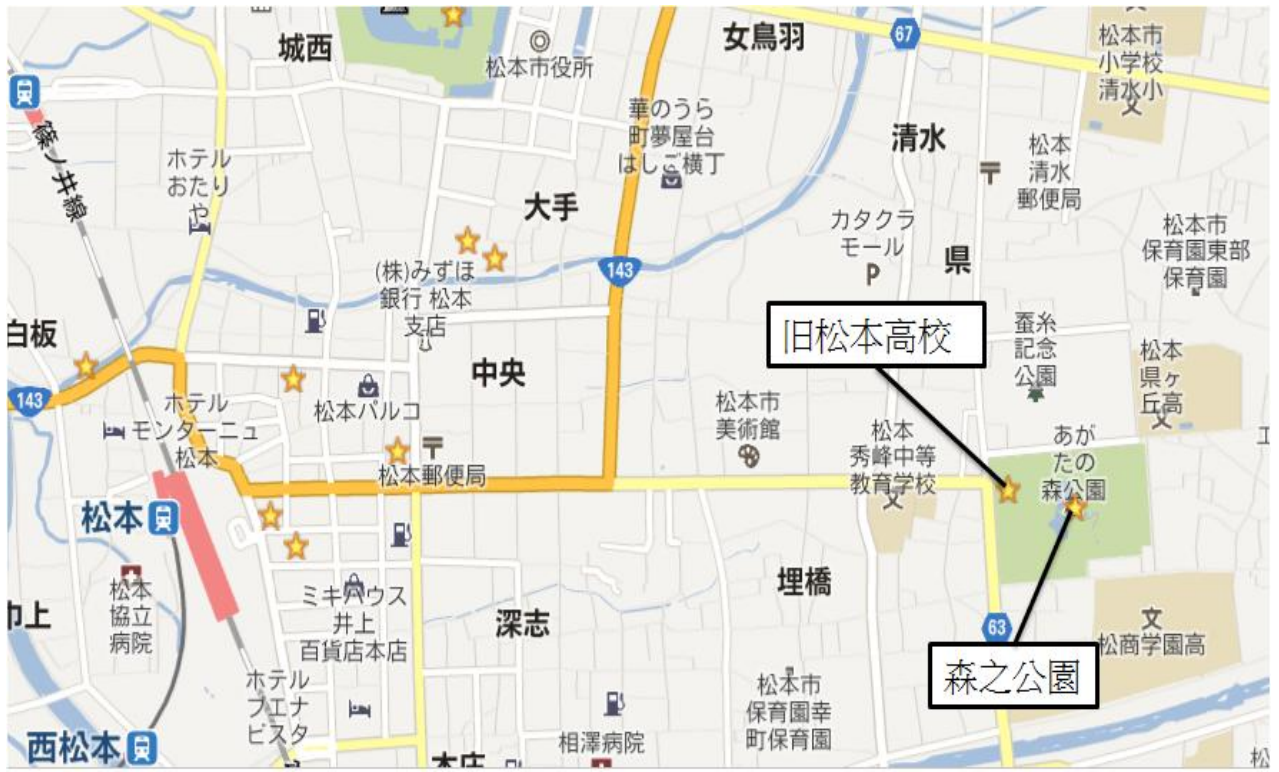 城西
松本市役所
女鳥羽
67
松本市
小学校
清水小
文
篠ノ井線
ホテル
おたり
や
華のうら
町夢屋台
はしご横丁
清水
松本
清水
郵便局
大手
カタクラ
モール
P
県
松本市
保育園東部
保育園
(株)みずほ
銀行 松本
支店
143
白板
旧松本高校
蚕糸
記念
公園
中央
松本
県ヶ
丘高
文
143
ホテル
モンターニュ
松本
松本パルコ
松本市
美術館
松本
秀峰中等
教育学校
文
あが
たの
森公園
松本郵便局
松本
松本
協立
病院
ミキハウス
井上
百貨店本店
深志
埋橋
63
文
松商学園高
巾上
森之公園
ホテル
ブエナ
ビスタ
松本市
保育園幸
町保育園
西松本
相澤病院
本庄
松